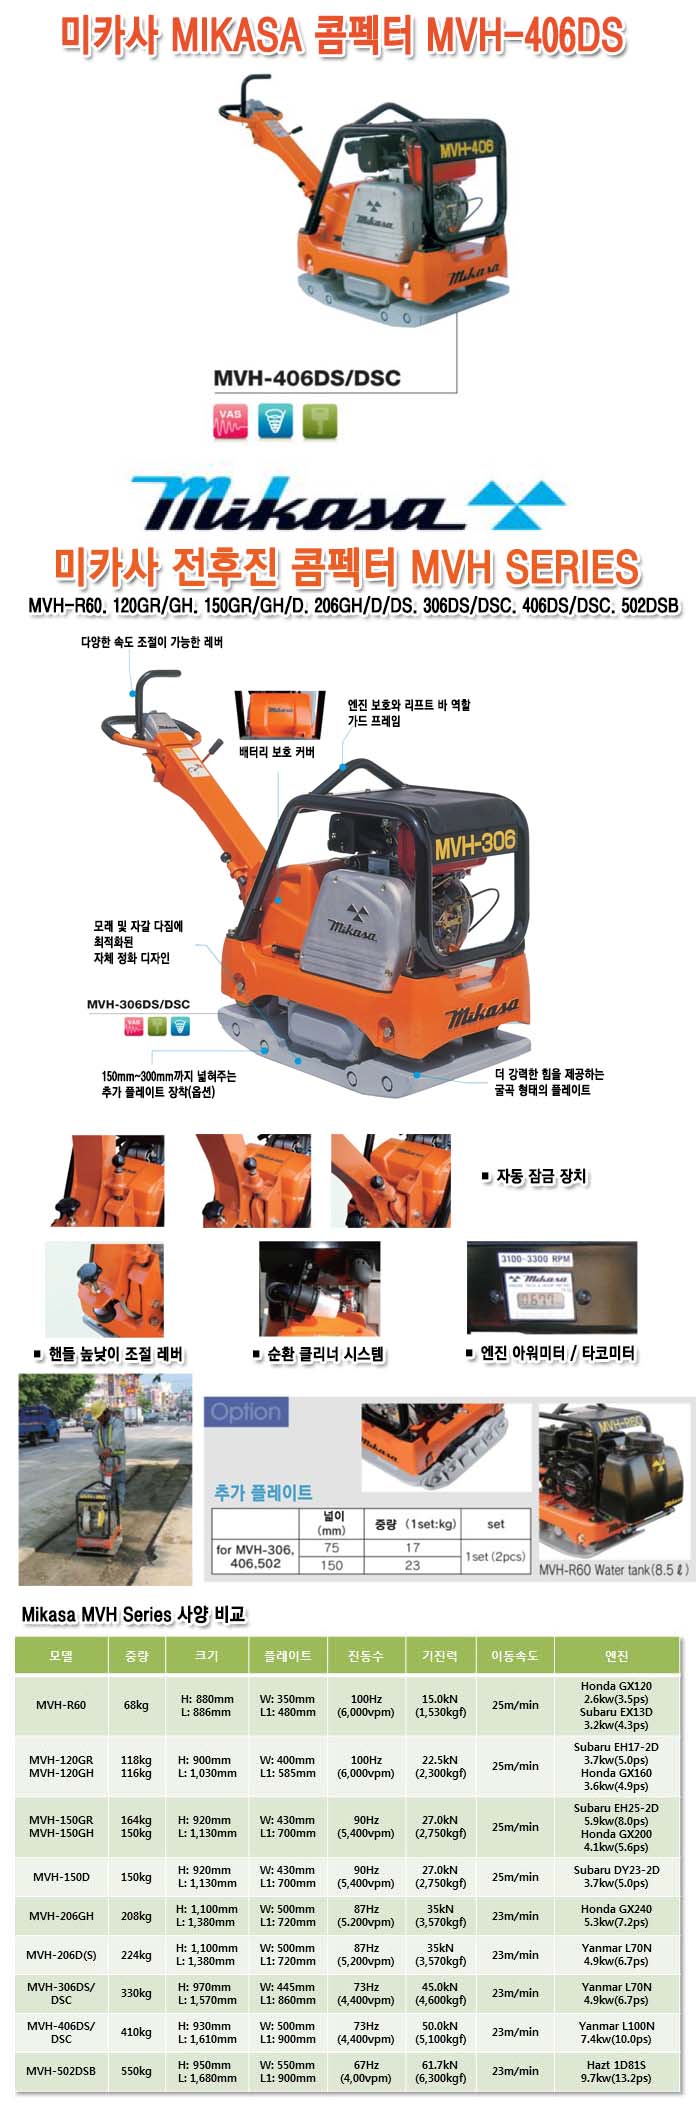 미카사 MIKASA 콤펙터 MVH-406DS
MVH-406
mikasa
mikasa
MVH-406DS/DSC
VAS
mikasa
미카사 전후진 콤펙터 MVH SERIES
MVH-R60. 120GR/GH. 150GR/GH/D. 206GH/D/DS. 306DS/DSC. 406DS/DSC. 502DSB
다양한 속도 조절이 가능한 레버
엔진 보호와 리프트 바 역할
가드 프레임
mikasa
mikasa
배터리 보호 커버
MVH-306
mikasa
모래 및 자갈 다짐에
최적화된
자체 정화 디자인
MVH-306DS/DSC
VAS
mikasa
150mm~300mm까지 넓혀주는
추가 플레이트 장착(옵션)
더 강력한 힘을 제공하는
굴곡 형태의 플레이트
■ 자동 잠금 장치
3100-3300 RPM
mikasa
■ 핸들 높낮이 조절 레버
■ 순환 클리너 시스템
■ 엔진 아워미터 / 타코미터
Option
mikasa
MVH-R60
추가 플레이트
넓이 (mm) 중량 (1set:kg) set
for MVH-306, 406,502 75 17 1set (2pcs)
150 23
MVH-R60 Water tank(8.5ℓ)
Mikasa MVH Series 사양 비교
모델 중량 크기 플레이트 진동수 기진력 이동속도 엔진
MVH-R60 68kg H: 880mm L: 886mm W: 350mm L1: 480mm 100Hz (6,000vpm) 15.0kN (1,530kgf) 25m/min Honda GX120 2.6kw(3.5ps) Subaru EX13D 3.2kw(4.3ps)
MVH-120GR MVH-120GH 118kg 116kg H: 900mm L: 1,030mm W: 400mm L1: 585mm 100Hz (6,000vpm) 22.5kN (2,300kgf) 25m/min Subaru EH17-2D 3.7kw(5.0ps) Honda GX160 3.6kw(4.9ps)
MVH-150GR MVH-150GH 164kg 150kg H: 920mm L: 1,130mm W: 430mm L1: 700mm 90Hz (5,400vpm) 27.0kN (2,750kgf) 25m/min Subaru EH25-2D 5.9kw(8.0ps) Honda GX200 4.1kw(5.6ps)
MVH-150D 150kg H: 920mm L: 1,130mm W: 430mm L1: 700mm 90Hz (5,400vpm) 27.0kN (2,750kgf) 25m/min Subaru DY23-2D 3.7kw(5.0ps)
MVH-206GH 208kg H: 1,100mm L: 1,380mm W: 500mm L1: 720mm 87Hz (5.200vpm) 35kN (3,570kgf) 23m/min Honda GX240 5.3kw(7.2ps)
MVH-206D(S) 224kg H: 1,100mm L: 1,380mm W: 500mm L1: 720mm 87Hz (5,200vpm) 35kN (3,570kgf) 23m/min Yanmar L70N 4.9kw(6.7ps)
MVH-306DS/ DSC 330kg H: 970mm L: 1,570mm W: 445mm L1: 860mm 73Hz (4,400vpm) 45.0kN (4,600kgf) 23m/min Yanmar L70N 4.9kw(6.7ps)
MVH-406DS/ DSC 410kg H: 930mm L: 1,610mm W: 500mm L1: 900mm 73Hz (4,400vpm) 50.0kN (5,100kgf) 23m/min Yanmar L100N 7.4kw(10.0ps)
MVH-502DSB 550kg H: 950mm L: 1,680mm W: 550mm L1: 900mm 67Hz (4,00vpm) 61.7kN (6,300kgf) 23m/min Hazt 1D81S 9.7kw(13.2ps)